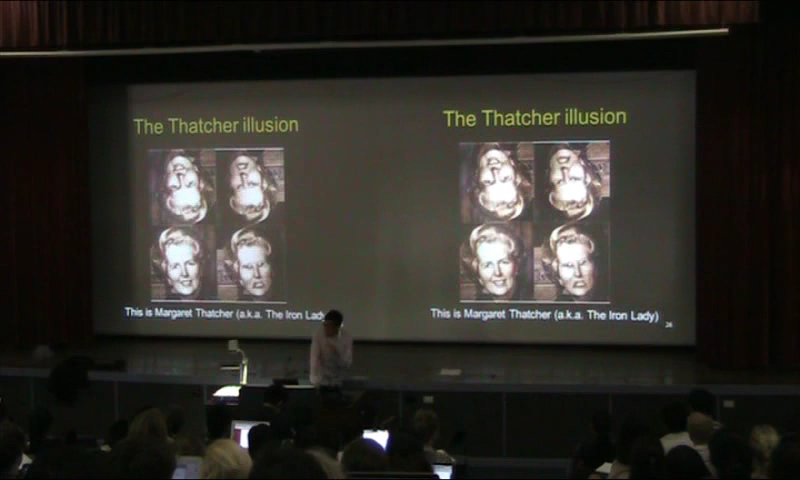 The Thatcher illusion
This is Margaret Thatcher (a.k.a. The Iron Lady
The Thatcher illusion
This is Margaret Thatcher (a.k.a. The Iron Lady)